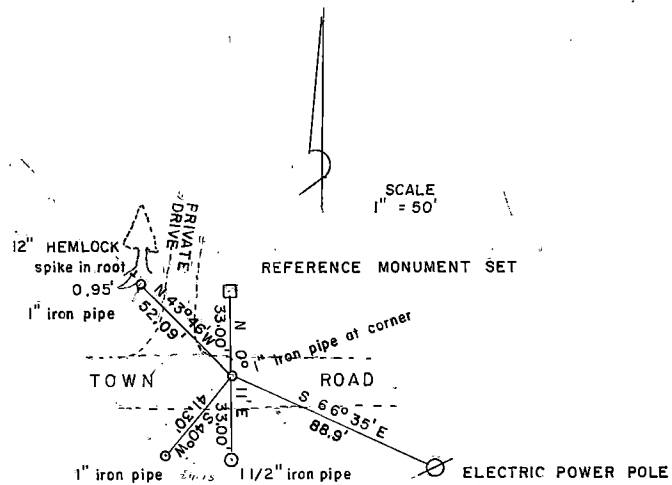 SCALE
1" = 50'
PRIVATE
DRIVE
12" HEMLOCK
spike in root
0.95'
1" iron pipe
REFERENCE MONUMENT SET
N 43°46'W
52.09'
33.00'
N 0° 11' E
1" iron pipe at corner
TOWN ROAD
S 66°35'E
88.9'
S 40°W
41.30'
33.00'
1" iron pipe
1 1/2" iron pipe
ELECTRIC POWER POLE